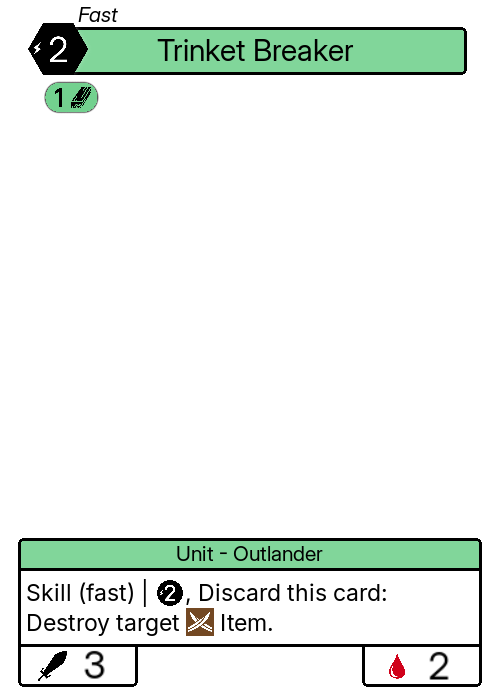 Fast
2 Trinket Breaker
1
Unit - Outlander
Skill (fast) | 2, Discard this card:
Destroy target Item.
3 2